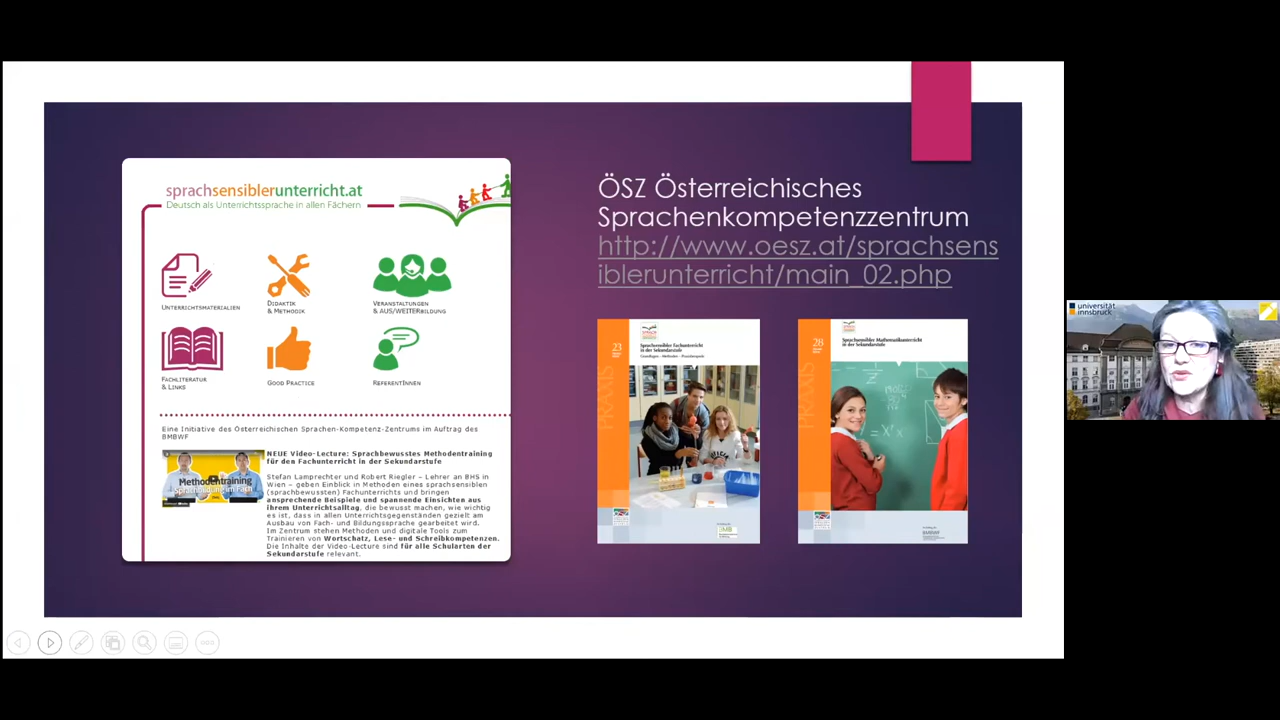 sprachsensiblerunterricht.at
Deutsch als Unterrichtssprache in allen Fächern
UNTERRICHTSMATERIALIEN
DIDAKTIK
& METHODIK
VERANSTALTUNGEN
& AUS/WEITERBILDUNG
FACHLITERATUR
& LINKS
GOOD PRACTICE
REFERENTINNEN
Eine Initiative des Österreichischen Sprachen-Kompetenz-Zentrums im Auftrag des
BMBWF
Methodentraining
NEUE Video-Lecture: Sprachbewusstes Methodentraining
für den Fachunterricht in der Sekundarstufe
Stefan Lamprechter und Robert Riegler – Lehrer an BHS in
Wien – geben Einblick in Methoden eines sprachsensiblen
(sprachbewussten) Fachunterrichts und bringen
ansprechende Beispiele und spannende Einsichten aus
ihrem Unterrichtsalltag, die bewusst machen, wie wichtig
es ist, dass in allen Unterrichtsgegenständen gezielt am
Ausbau von Fach- und Bildungssprache gearbeitet wird.
Im Zentrum stehen Methoden und digitale Tools zum
Trainieren von Wortschatz, Lese- und Schreibkompetenzen.
Die Inhalte der Video-Lecture sind für alle Schularten der
Sekundarstufe relevant.
ÖSZ Österreichisches
Sprachenkompetenzzentrum
http://www.oesz.at/sprachsens
iblerunterricht/main_02.php
23
PRAXIS
Sprachsensibler Fachunterricht
in der Sekundarstufe
Grundlagen - Methoden - Praxisbeispiele
28
PRAXIS
Sprachsensibler Mathematikunterricht
in der Sekundarstufe
universität
innsbruck